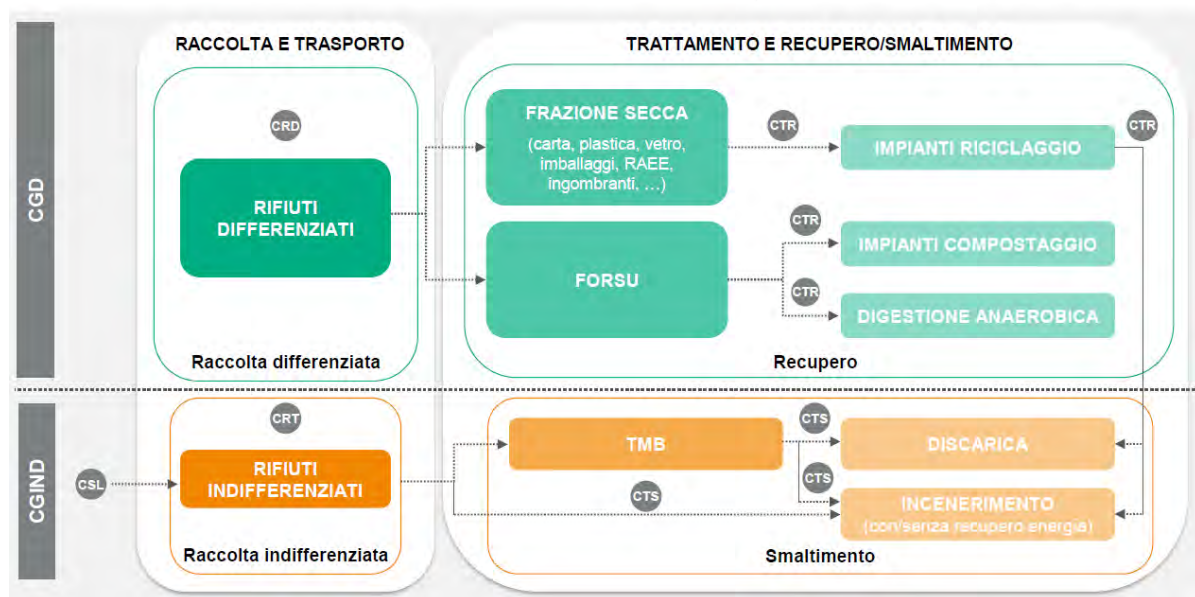 RACCOLTA E TRASPORTO
TRATTAMENTO E RECUPERO/SMALTIMENTO
CGD
CRD
RIFIUTI
DIFFERENZIATI
Raccolta differenziata
FRAZIONE SECCA
(carta, plastica, vetro,
imballaggi, RAEE,
ingombranti, …)
CTR
IMPIANTI RICICLAGGIO
CTR
FORSU
CTR
IMPIANTI COMPOSTAGGIO
CTR
DIGESTIONE ANAEROBICA
Recupero
CGIND
CSL
CRT
RIFIUTI
INDIFFERENZIATI
Raccolta indifferenziata
TMB
CTS
DISCARICA
CTS
CTS
INCENERIMENTO
(con/senza recupero energia)
Smaltimento